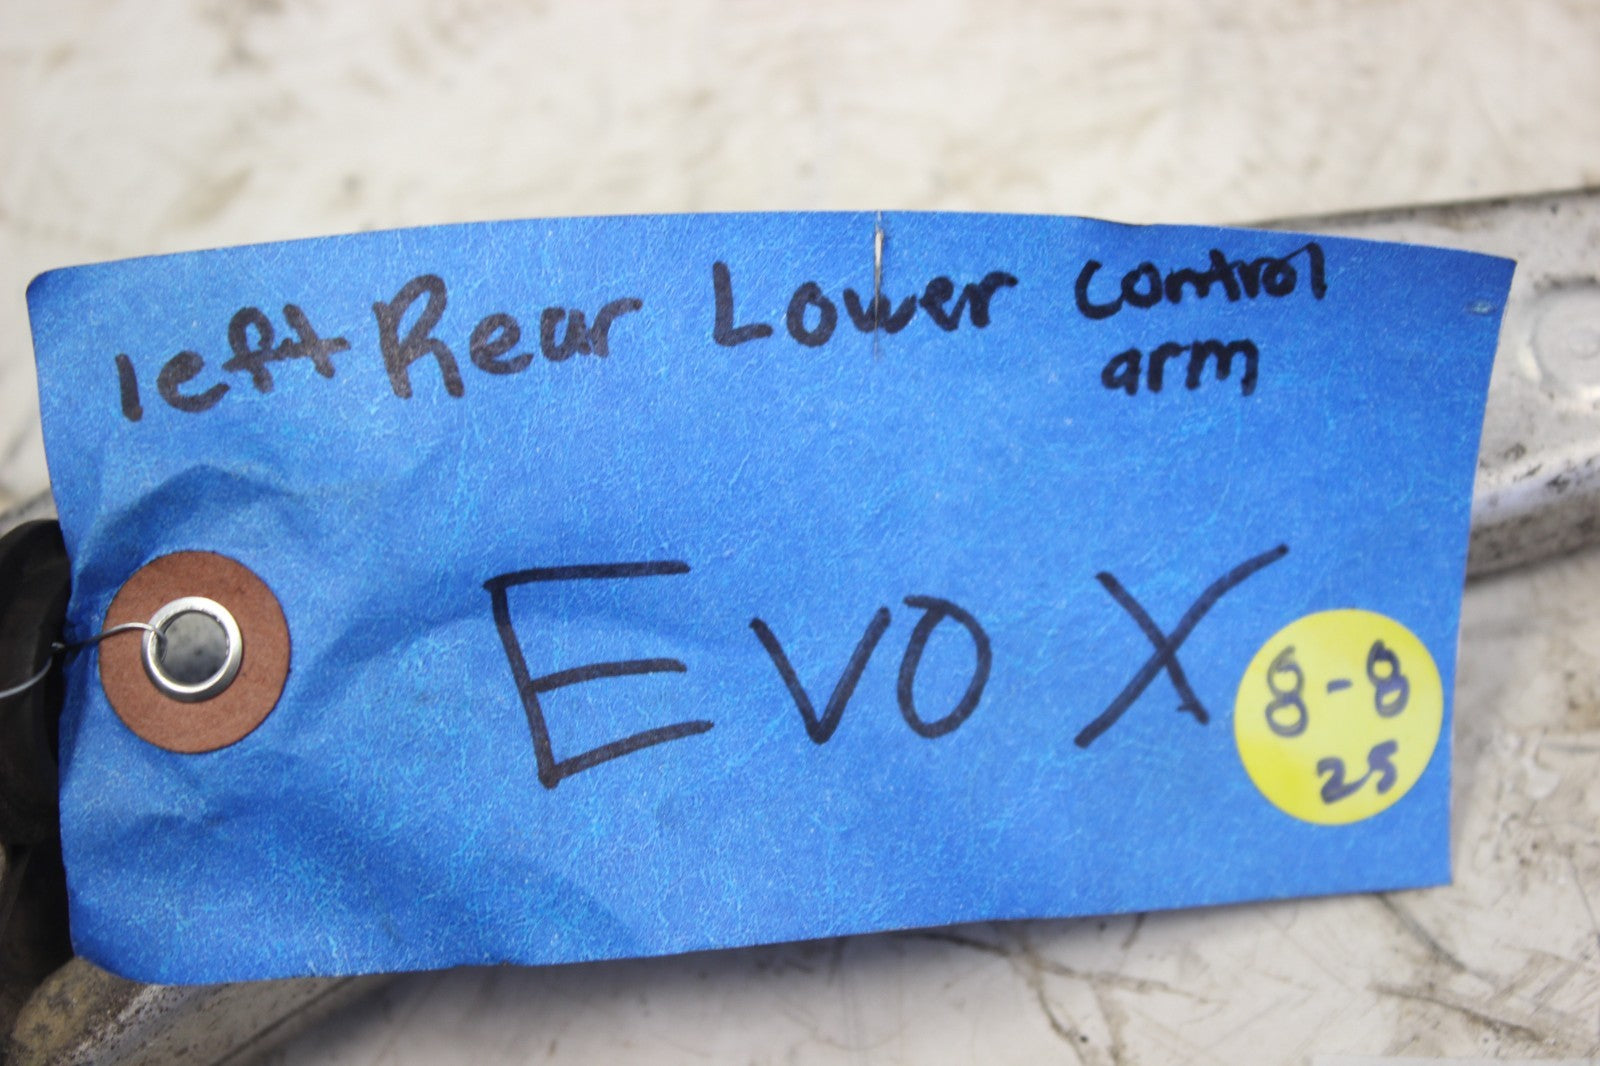 left Rear Lower control
arm
Evo X
8-8
25